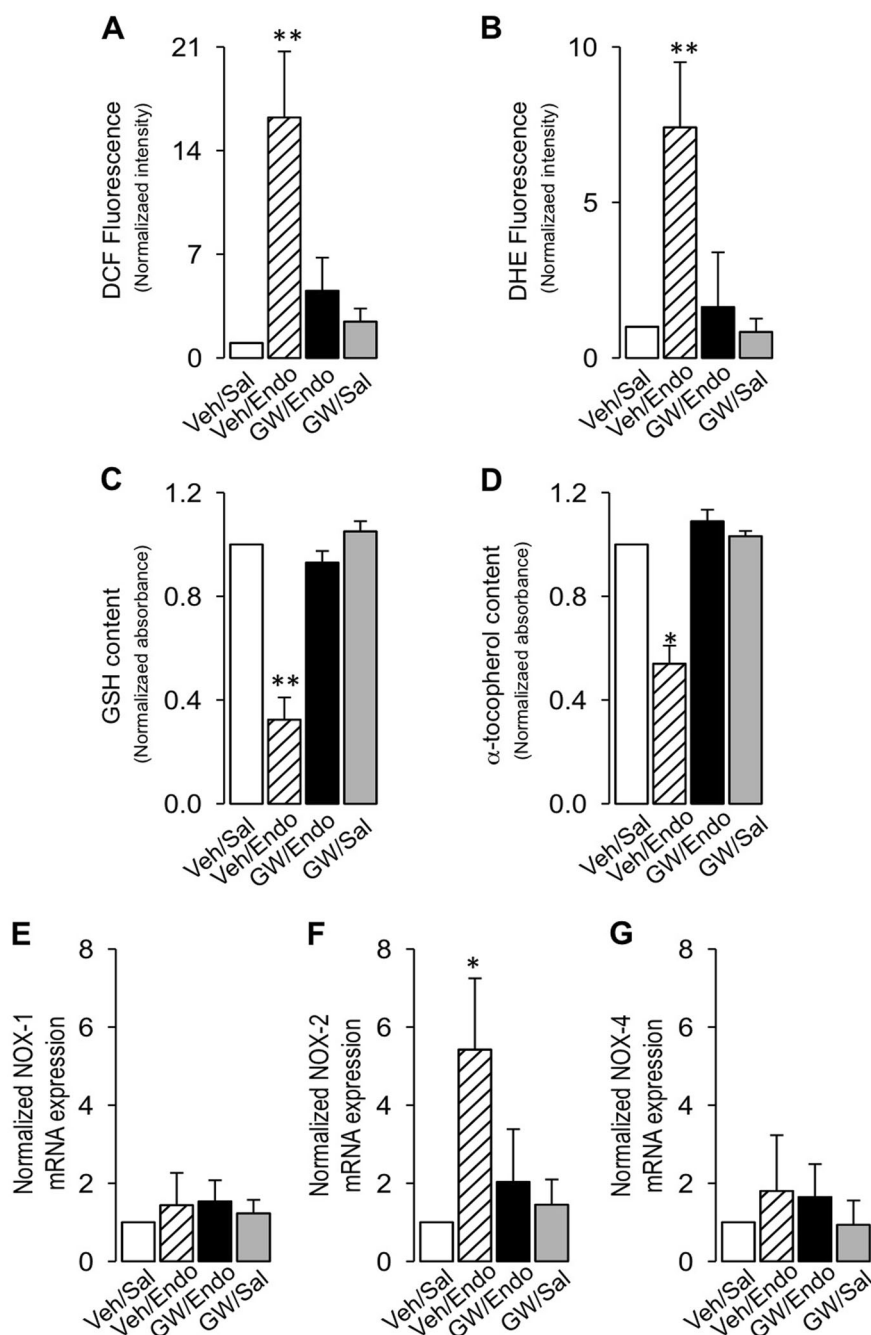 A
DCF Fluorescence
(Normalizaed intensity)
21
14
7
0
**
Veh/Sal
Veh/Endo
GW/Endo
GW/Sal
B
DHE Fluorescence
(Normalizaed intensity)
10
5
0
**
Veh/Sal
Veh/Endo
GW/Endo
GW/Sal
C
GSH content
(Normalizaed absorbance)
1.2
0.8
0.4
0.0
**
Veh/Sal
Veh/Endo
GW/Endo
GW/Sal
D
α-tocopherol content
(Normalizaed absorbance)
1.2
0.8
0.4
0.0
*
Veh/Sal
Veh/Endo
GW/Endo
GW/Sal
E
Normalized NOX-1
mRNA expression
8
6
4
2
0
Veh/Sal
Veh/Endo
GW/Endo
GW/Sal
F
Normalized NOX-2
mRNA expression
8
6
4
2
0
*
Veh/Sal
Veh/Endo
GW/Endo
GW/Sal
G
Normalized NOX-4
mRNA expression
8
6
4
2
0
Veh/Sal
Veh/Endo
GW/Endo
GW/Sal